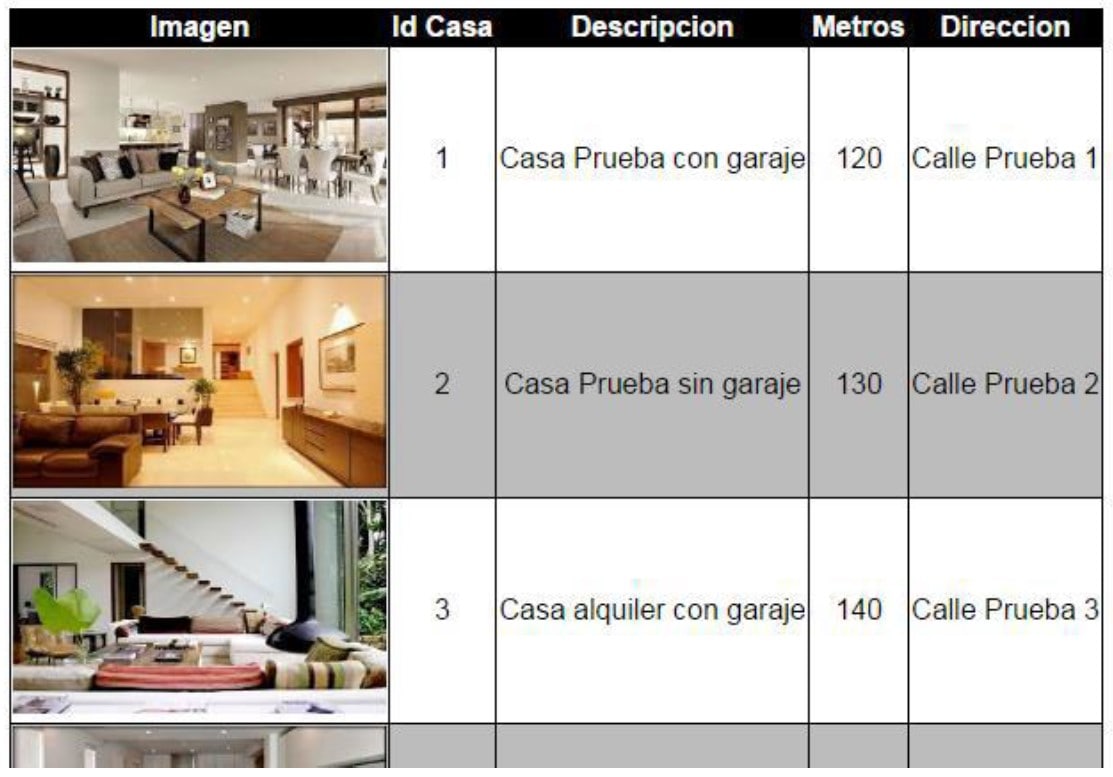 Imagen Id Casa Descripcion Metros Direccion
1 Casa Prueba con garaje 120 Calle Prueba 1
2 Casa Prueba sin garaje 130 Calle Prueba 2
3 Casa alquiler con garaje 140 Calle Prueba 3